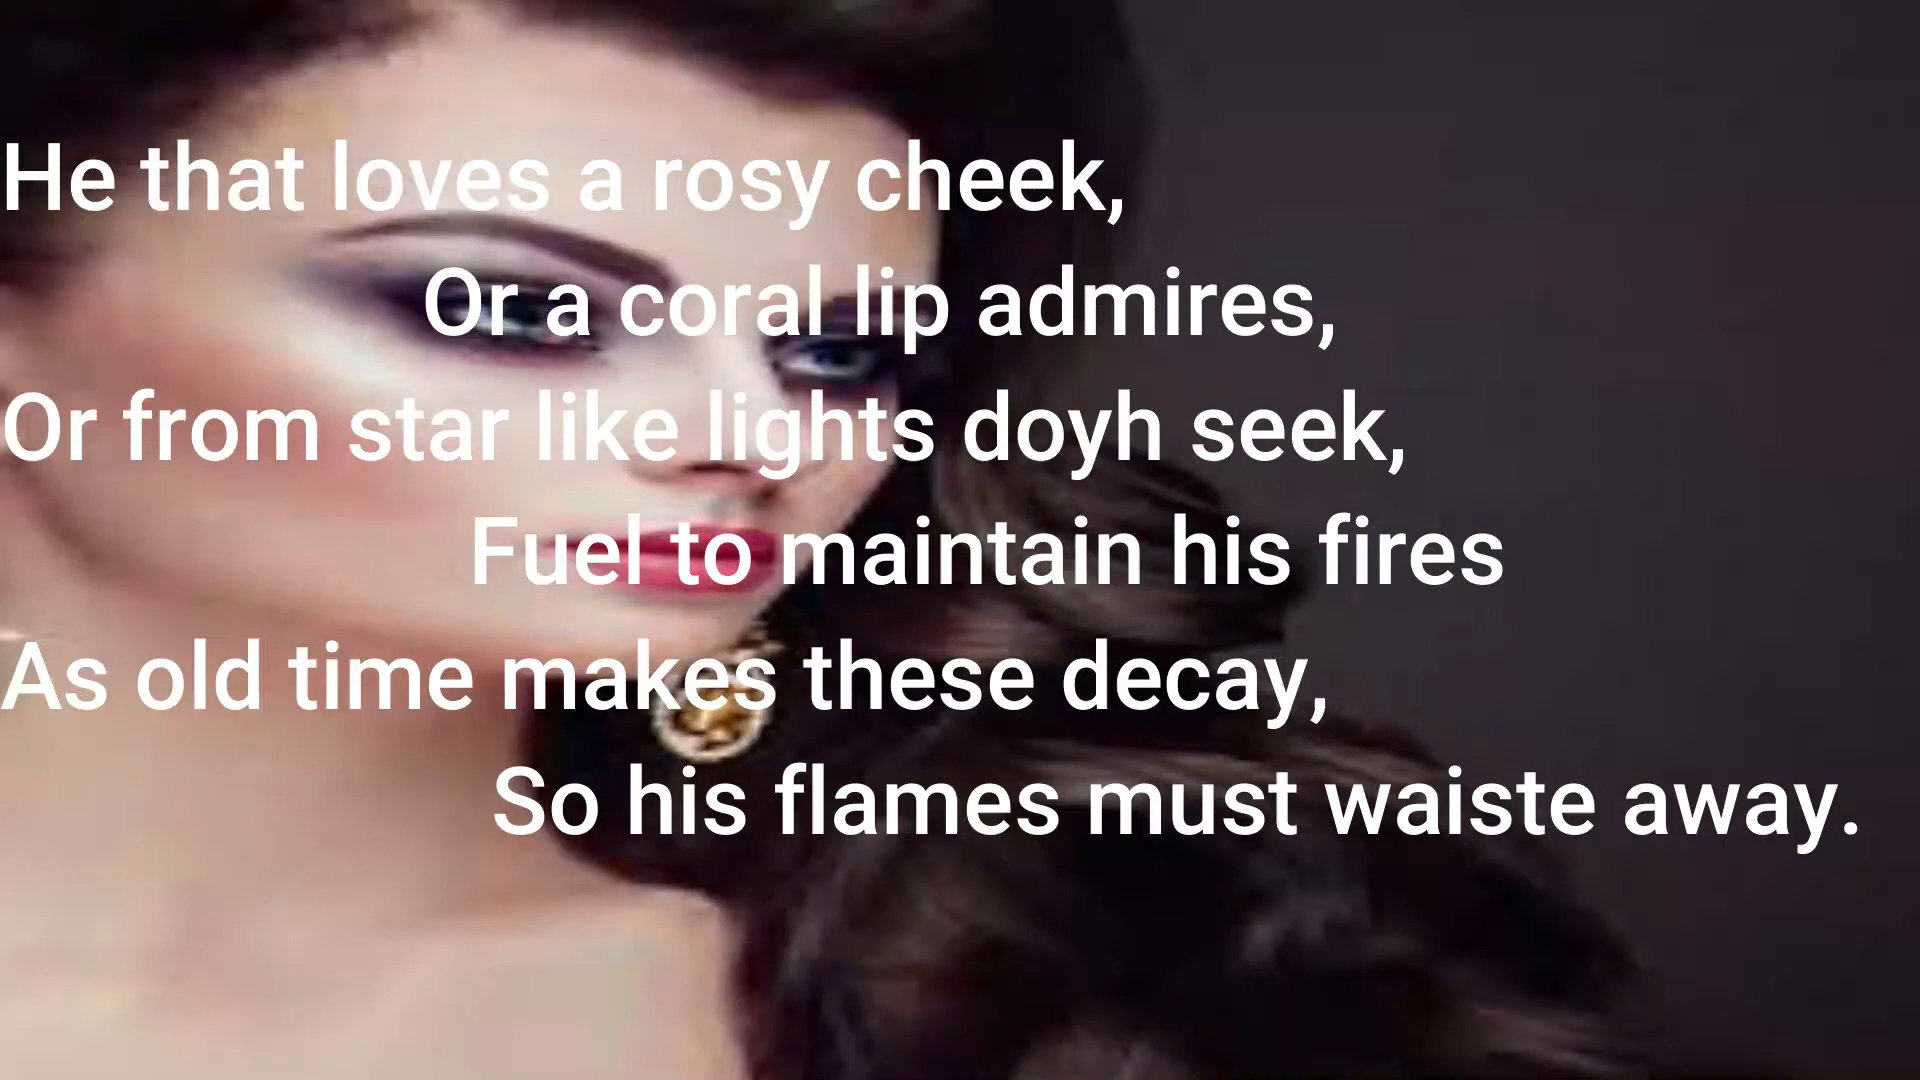 He that loves a rosy cheek,
Or a coral lip admires,
Or from star like lights doyh seek,
Fuel to maintain his fires
As old time makes these decay,
So his flames must waiste away.